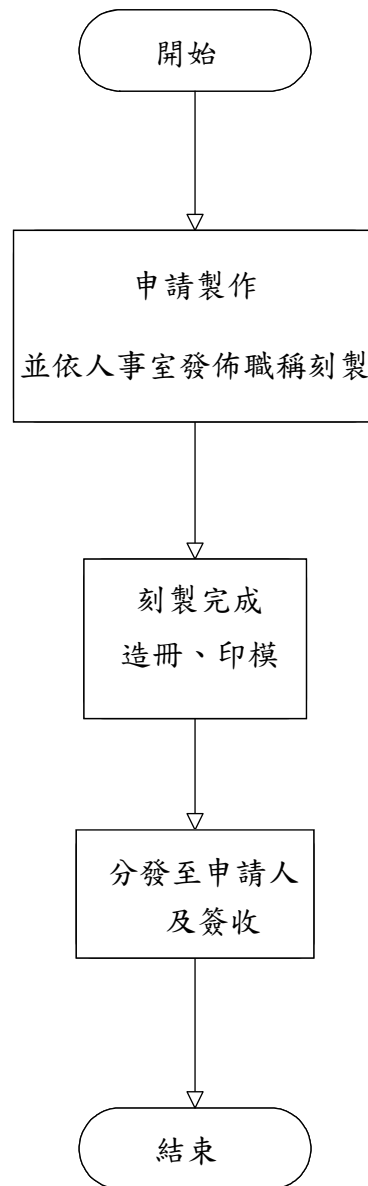 開始
申請製作
並依人事室發佈職稱刻製
刻製完成
造冊、印模
分發至申請人
及簽收
結束